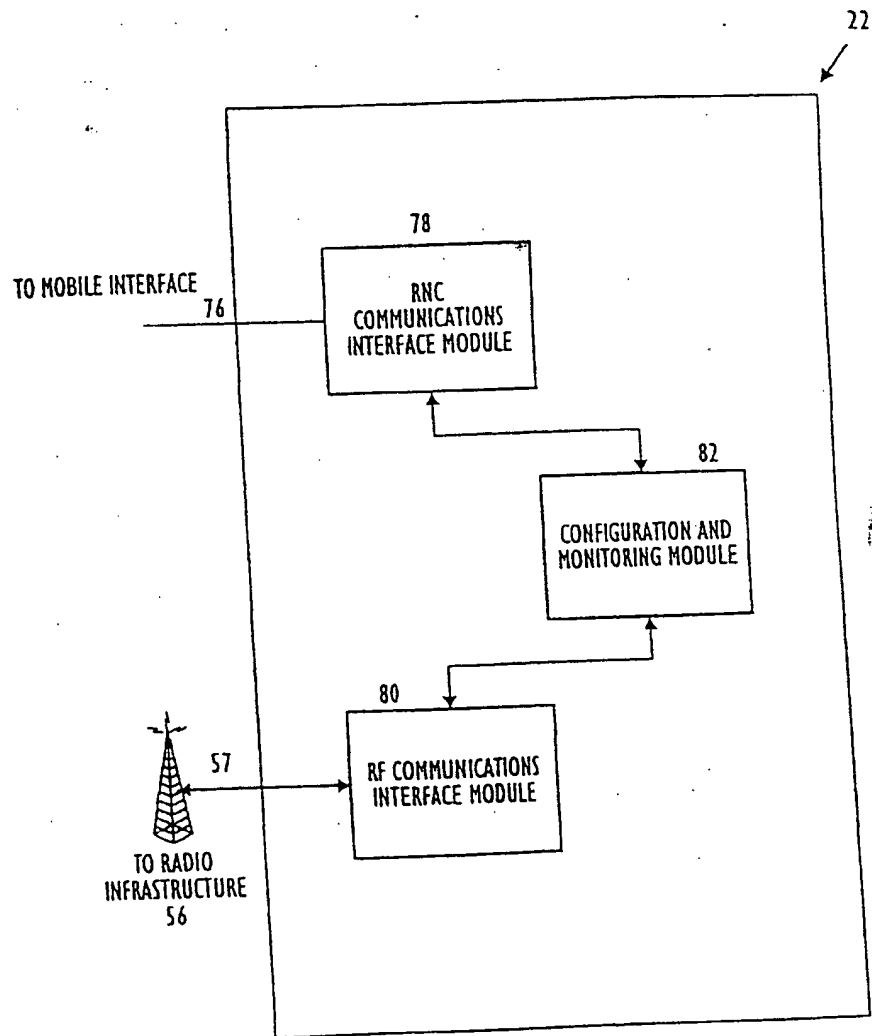 22
78
TO MOBILE INTERFACE
76
RNC
COMMUNICATIONS
INTERFACE MODULE
82
CONFIGURATION AND
MONITORING MODULE
80
57
RF COMMUNICATIONS
INTERFACE MODULE
TO RADIO
INFRASTRUCTURE
56